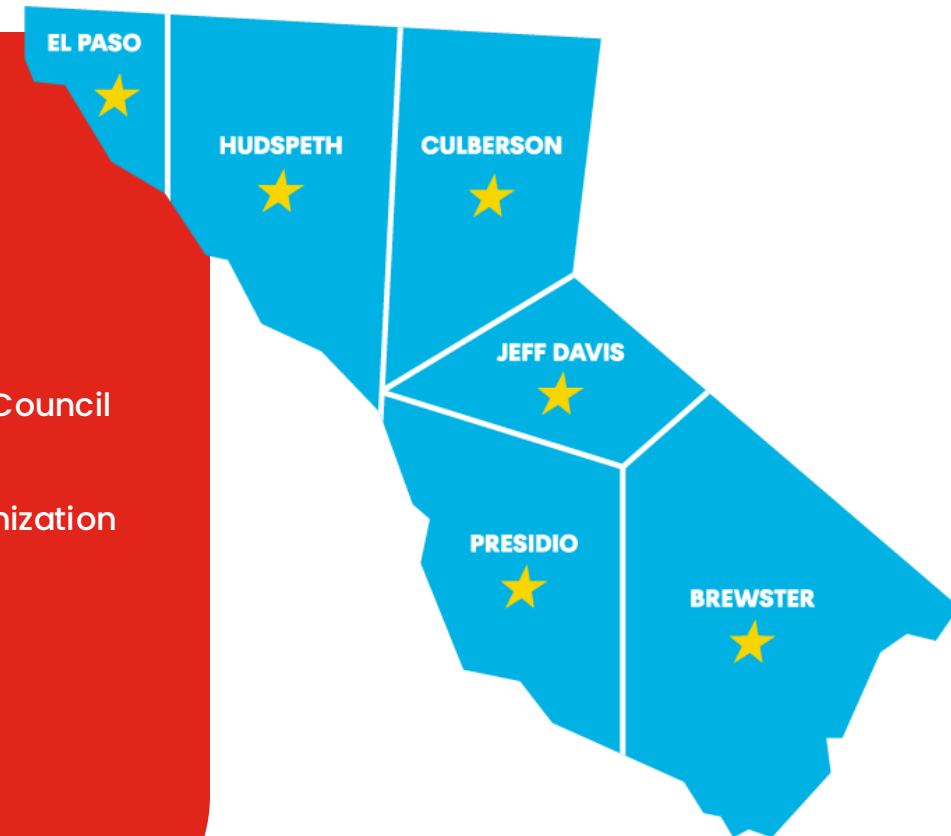 EL PASO
HUDSPETH
CULBERSON
JEFF DAVIS
Council
nization
PRESIDIO
BREWSTER